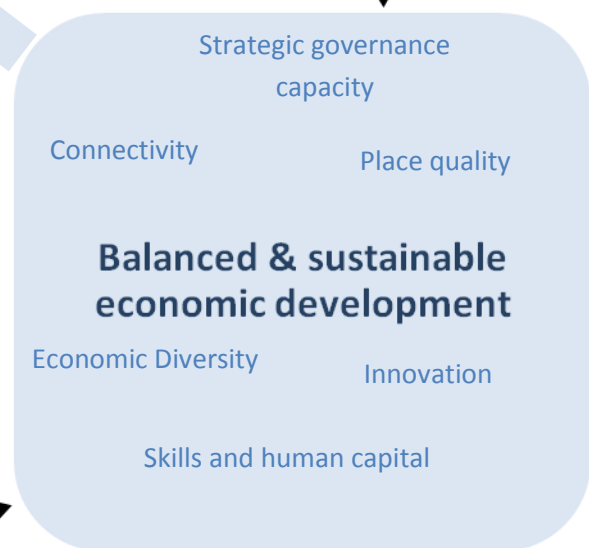 Strategic governance
capacity
Connectivity
Place quality
Balanced & sustainable
economic development
Economic Diversity
Innovation
Skills and human capital